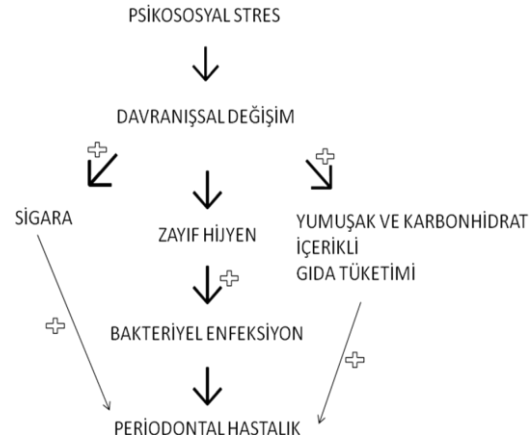 PSİKOSOSYAL STRES
DAVRANIŞSAL DEĞİŞİM
SİGARA
ZAYIF HİJYEN
YUMUŞAK VE KARBONHİDRAT
İÇERİKLİ
GIDA TÜKETİMİ
BAKTERİYEL ENFEKSİYON
PERİODONTAL HASTALIK